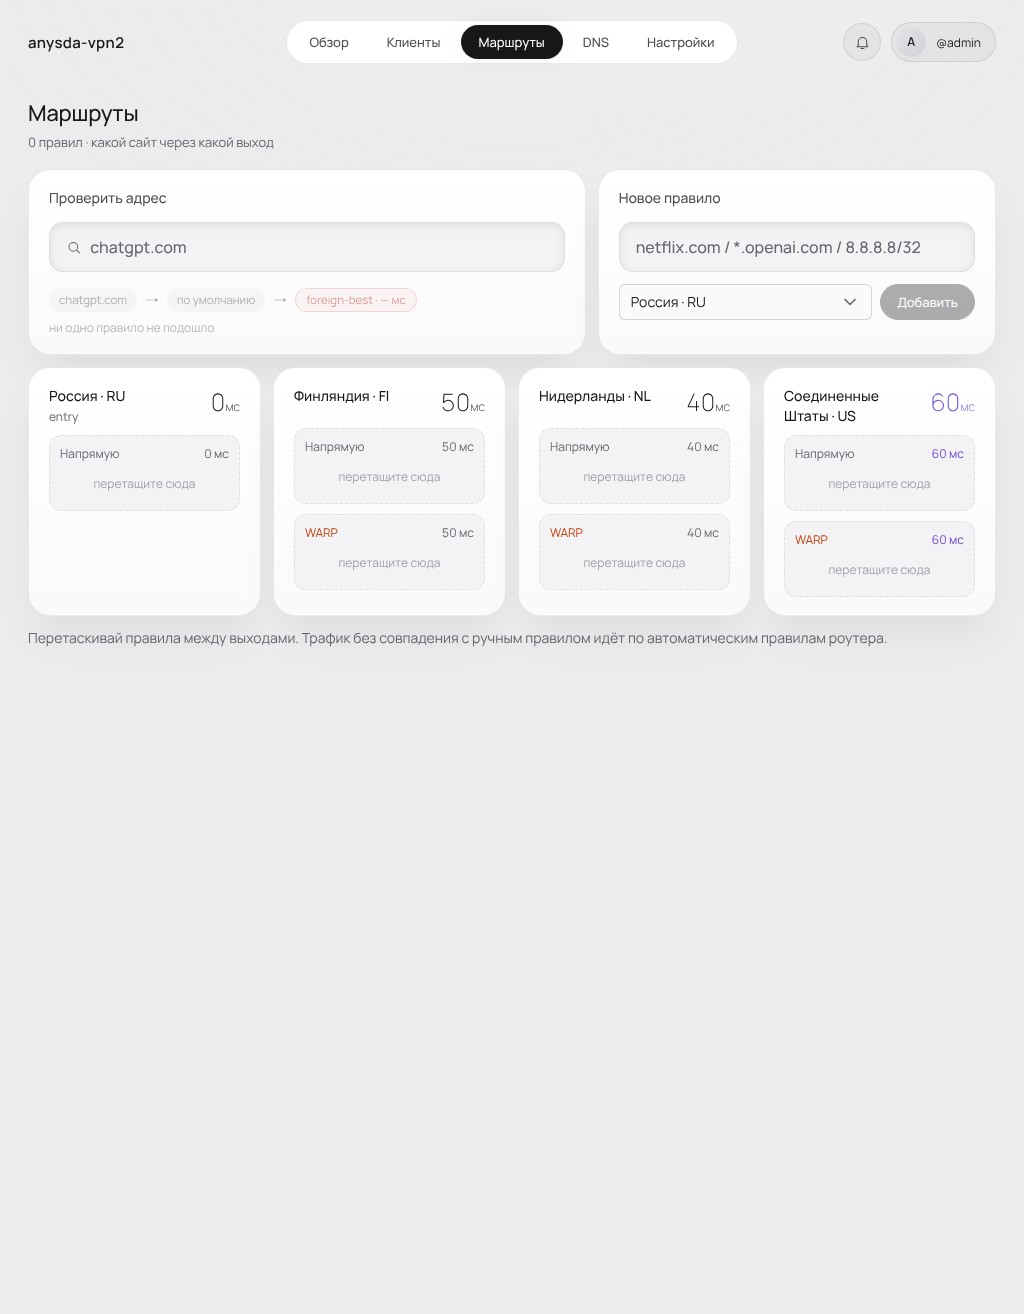 anysda-vpn2
Обзор
Клиенты
Маршруты
DNS
Настройки
A
@admin
Маршруты
0 правил · какой сайт через какой выход
Проверить адрес
chatgpt.com
chatgpt.com → по умолчанию → foreign-best · — мс
ни одно правило не подошло
Новое правило
netflix.com / *.openai.com / 8.8.8.8/32
Россия · RU
Добавить
Россия · RU
entry
0мс
Напрямую 0 мс
перетащите сюда
Финляндия · FI
50мс
Напрямую 50 мс
перетащите сюда
WARP 50 мс
перетащите сюда
Нидерланды · NL
40мс
Напрямую 40 мс
перетащите сюда
WARP 40 мс
перетащите сюда
Соединенные
Штаты · US
60мс
Напрямую 60 мс
перетащите сюда
WARP 60 мс
перетащите сюда
Перетаскивай правила между выходами. Трафик без совпадения с ручным правилом идёт по автоматическим правилам роутера.